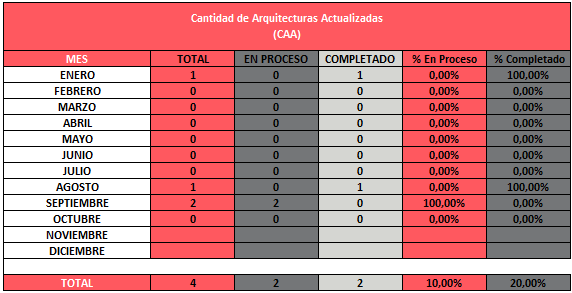 Cantidad de Arquitecturas Actualizadas
(CAA)
MES TOTAL EN PROCESO COMPLETADO % En Proceso % Completado
ENERO 1 0 1 0,00% 100,00%
FEBRERO 0 0 0 0,00% 0,00%
MARZO 0 0 0 0,00% 0,00%
ABRIL 0 0 0 0,00% 0,00%
MAYO 0 0 0 0,00% 0,00%
JUNIO 0 0 0 0,00% 0,00%
JULIO 0 0 0 0,00% 0,00%
AGOSTO 1 0 1 0,00% 100,00%
SEPTIEMBRE 2 2 0 100,00% 0,00%
OCTUBRE 0 0 0 0,00% 0,00%
NOVIEMBRE
DICIEMBRE
TOTAL 4 2 2 10,00% 20,00%